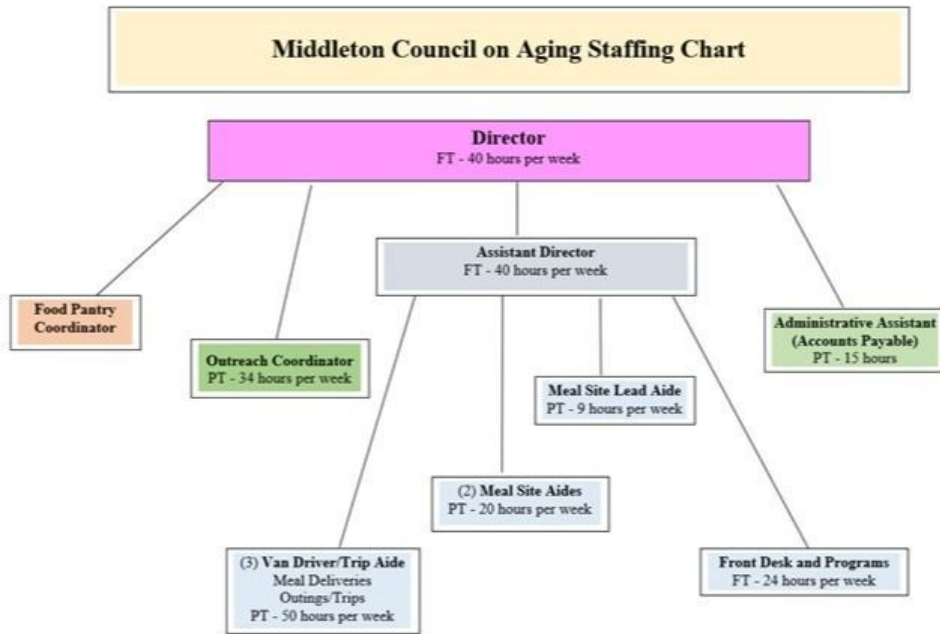 Middleton Council on Aging Staffing Chart
Director
FT - 40 hours per week
Assistant Director
FT - 40 hours per week
Food Pantry
Coordinator
Administrative Assistant
(Accounts Payable)
PT - 15 hours
Outreach Coordinator
PT - 34 hours per week
Meal Site Lead Aide
PT - 9 hours per week
(2) Meal Site Aides
PT - 20 hours per week
(3) Van Driver/Trip Aide
Meal Deliveries
Outings/Trips
PT - 50 hours per week
Front Desk and Programs
FT - 24 hours per week